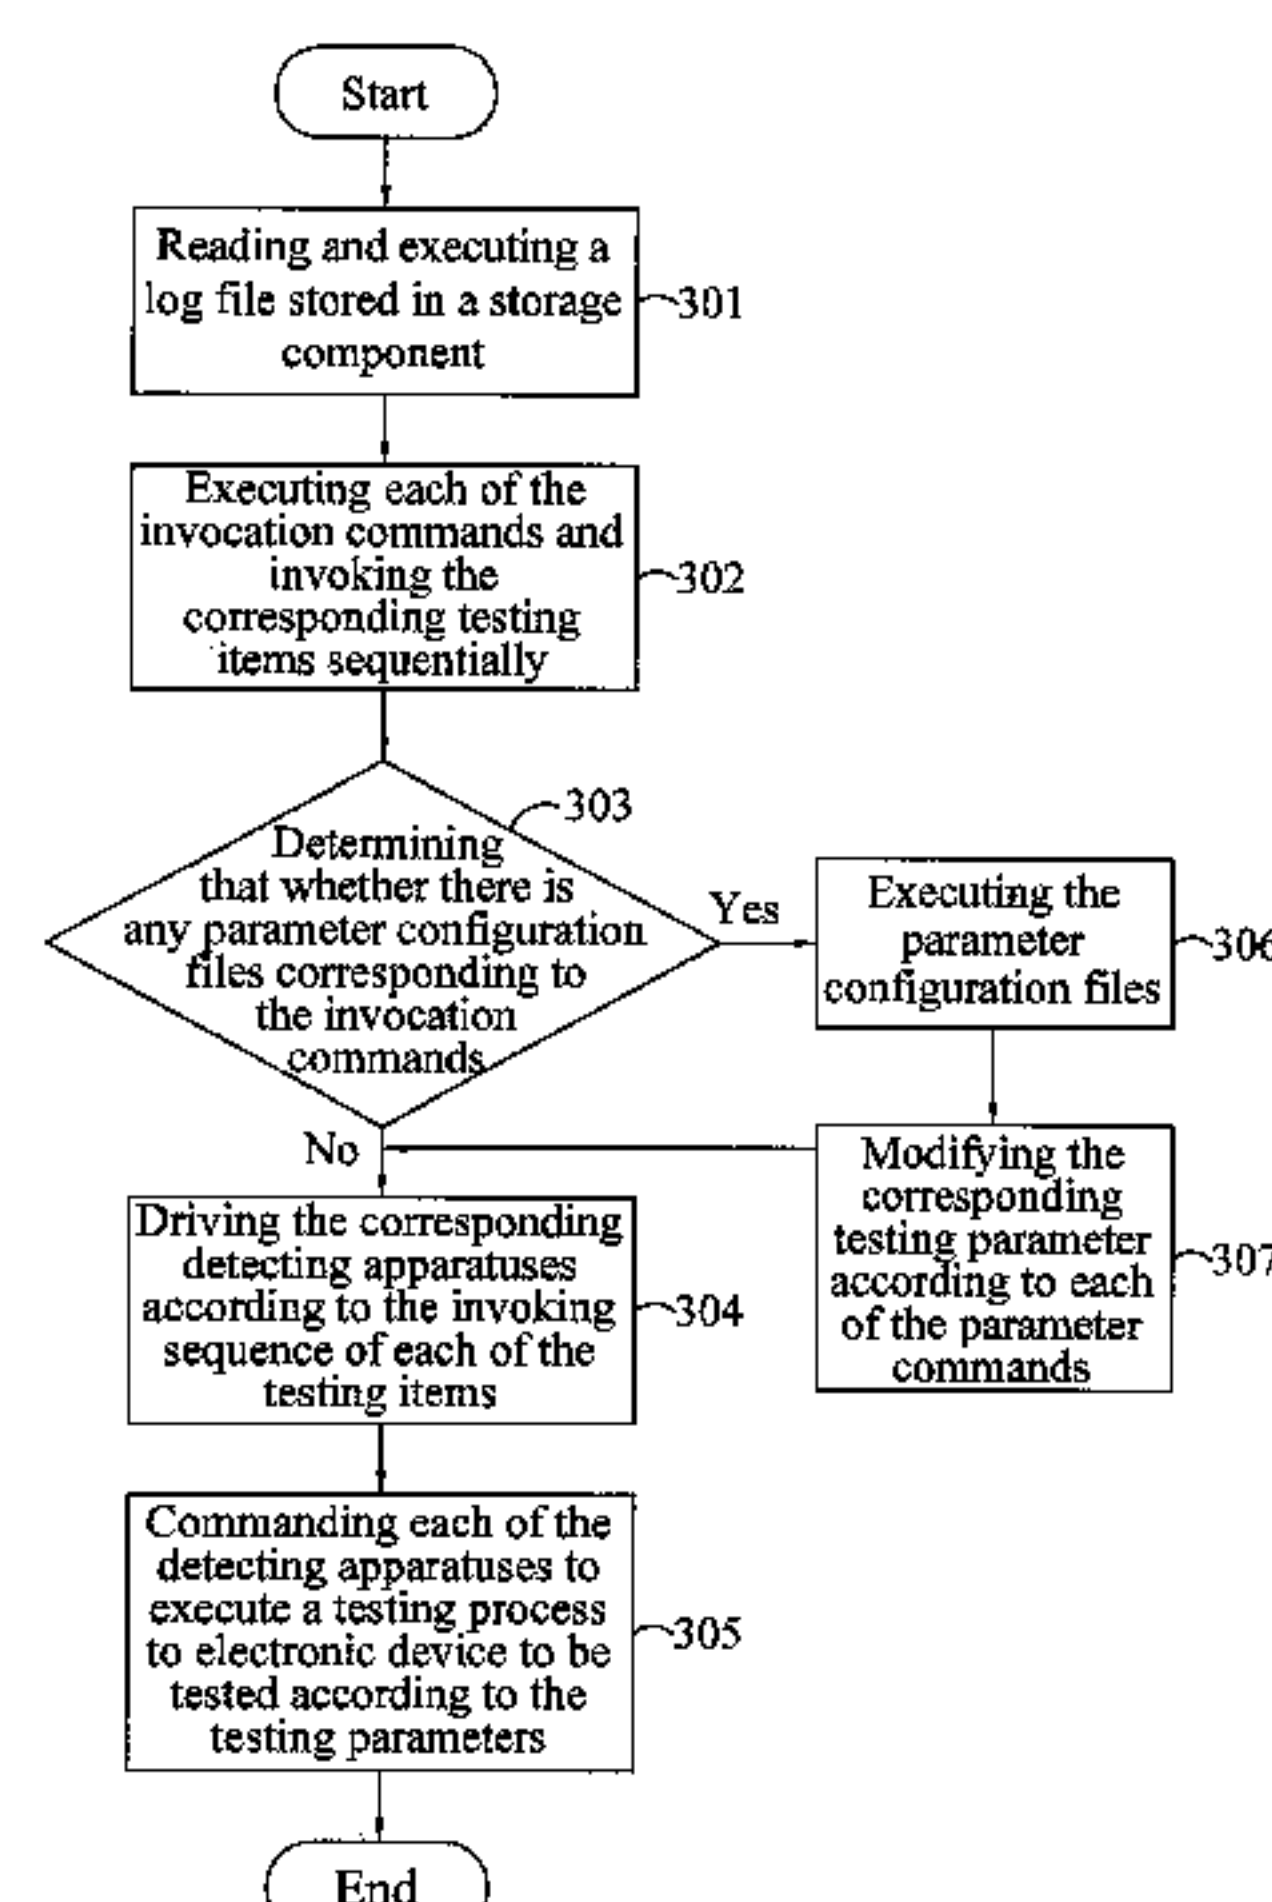 Start
Reading and executing a
log file stored in a storage
component
301
Executing each of the
invocation commands and
invoking the
corresponding testing
items sequentially
302
303
Determining
that whether there is
any parameter configuration
files corresponding to
the invocation
commands
Yes
Executing the
parameter
configuration files
306
No
Modifying the
corresponding
testing parameter
according to each
of the parameter
commands
307
Driving the corresponding
detecting apparatuses
according to the invoking
sequence of each of the
testing items
304
Commanding each of the
detecting apparatuses to
execute a testing process
to electronic device to be
tested according to the
testing parameters
305
End